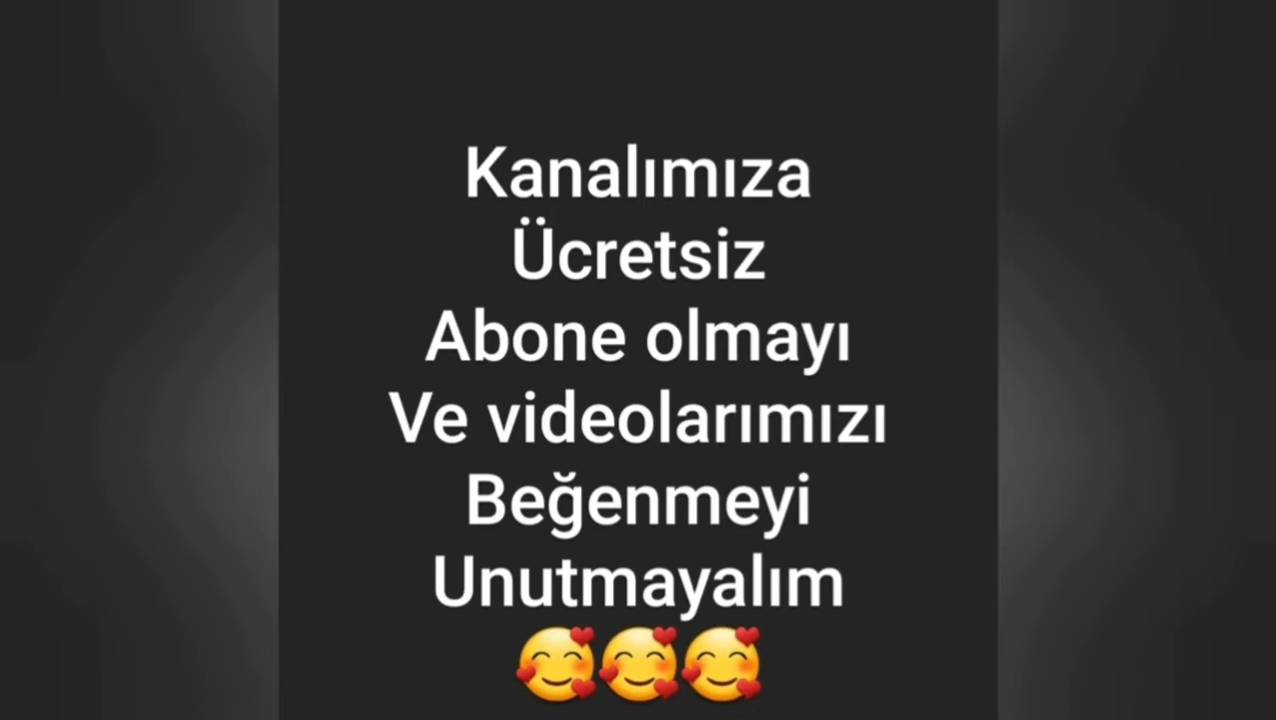 Kanalımıza
Ücretsiz
Abone olmayı
Ve videolarımızı
Beğenmeyi
Unutmayalım
🥰🥰🥰